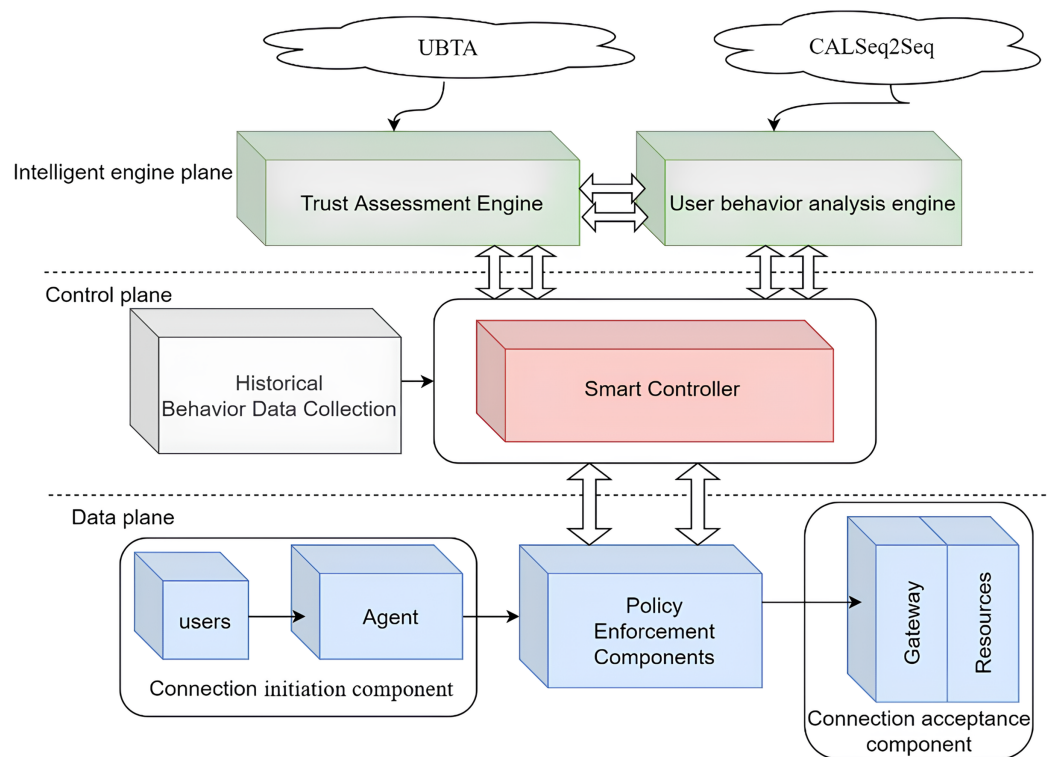 UBTA
CALSeq2Seq
Intelligent engine plane
Trust Assessment Engine
User behavior analysis engine
Control plane
Historical
Behavior Data Collection
Smart Controller
Data plane
users
Agent
Connection initiation component
Policy
Enforcement
Components
Gateway
Resources
Connection acceptance
component